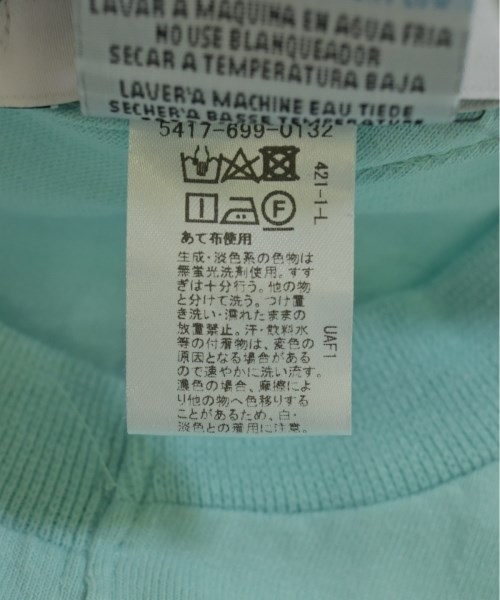 LAVAR A MAQUINA EN AGUA FRIA
NO USE BLANQUEADOR
SECAR A TEMPERATURA BAJA
LAVER'A MACHINE EAU TIEDE
SECHER'A BASSE TEMPERATURE
5417-699-0132
421-1-L
F
あて布使用
生成・淡色系の色物は
無蛍光洗剤使用。すす
ぎは十分行う。他の物
と分けて洗う。つけ置
き洗い・濡れたままの
放置禁止。汗・飲料水
等の付着物は、変色の
原因となる場合がある
ので速やかに洗い流す。
濃色の場合、摩擦によ
り他の物へ色移りする
ことがあるため、白・
淡色との着用に注意。
UAF1